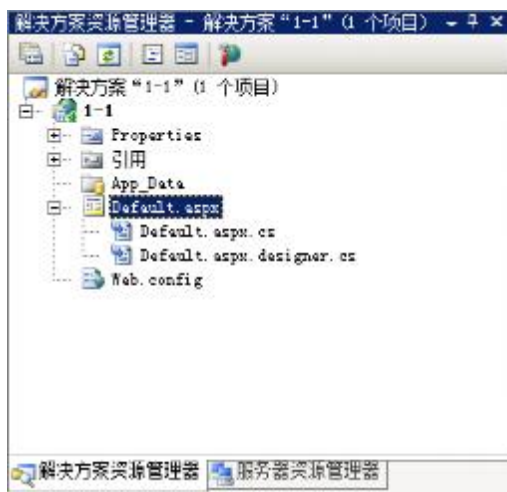 解决方案资源管理器 - 解决方案“1-1”(1 个项目)
解决方案“1-1”(1 个项目)
1-1
Properties
引用
App_Data
Default.aspx
Default.aspx.cs
Default.aspx.designer.cs
Web.config
解决方案资源管理器 服务器资源管理器